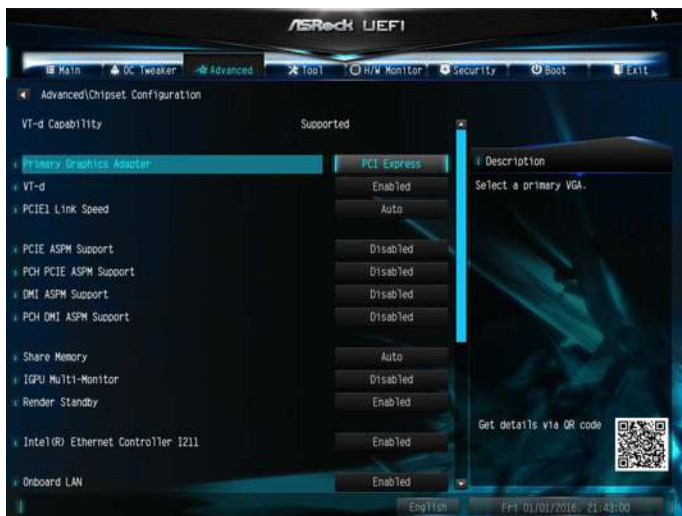 ASRock UEFI
Main OC Tweaker Advanced Tool H/W Monitor Security Boot Exit
Advanced\Chipset Configuration
VT-d Capability Supported
Primary Graphics Adapter PCI Express
VT-d Enabled
PCIE1 Link Speed Auto
PCIE ASPM Support Disabled
PCH PCIE ASPM Support Disabled
DMI ASPM Support Disabled
PCH DMI ASPM Support Disabled
Share Memory Auto
IGPU Multi-Monitor Disabled
Render Standby Enabled
Intel(R) Ethernet Controller I211 Enabled
Onboard LAN Enabled
Description
Select a primary VGA.
Get details via QR code
English Fri 01/01/2016, 21:43:00